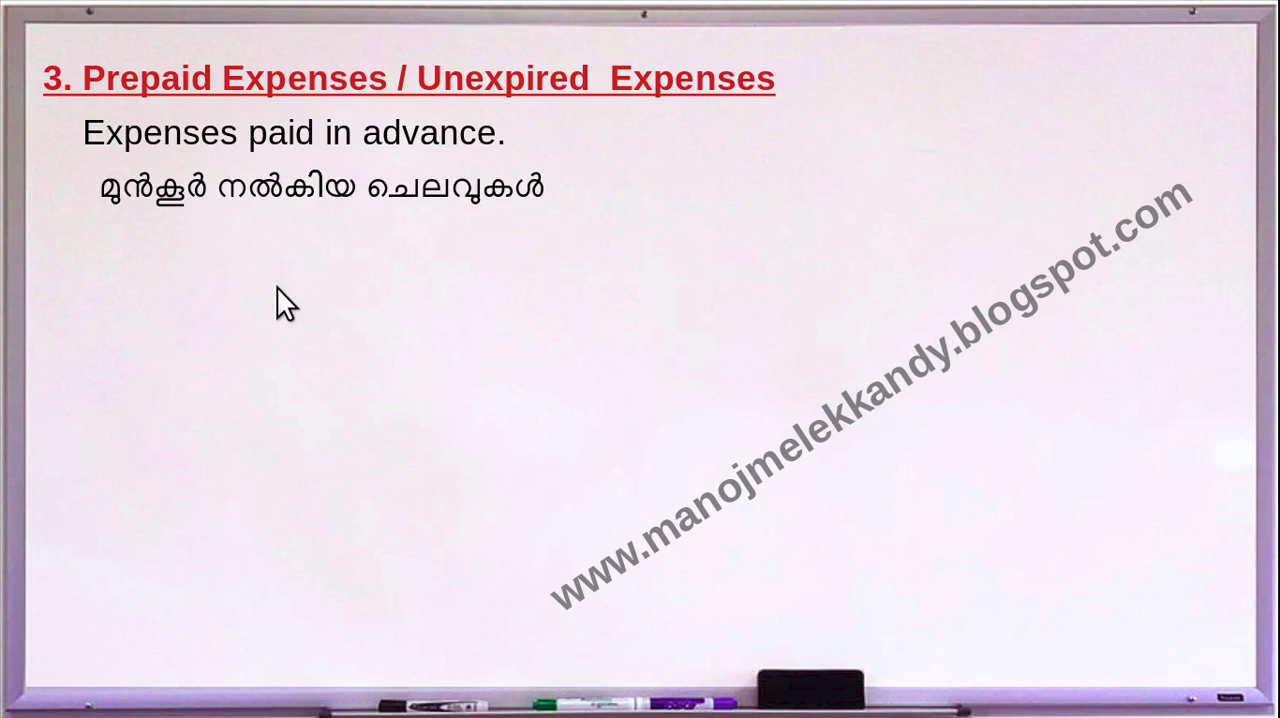 3. Prepaid Expenses / Unexpired  Expenses
Expenses paid in advance.
മുൻകൂർ നൽകിയ ചെലവുകൾ
www.manojmelekkandy.blogspot.com